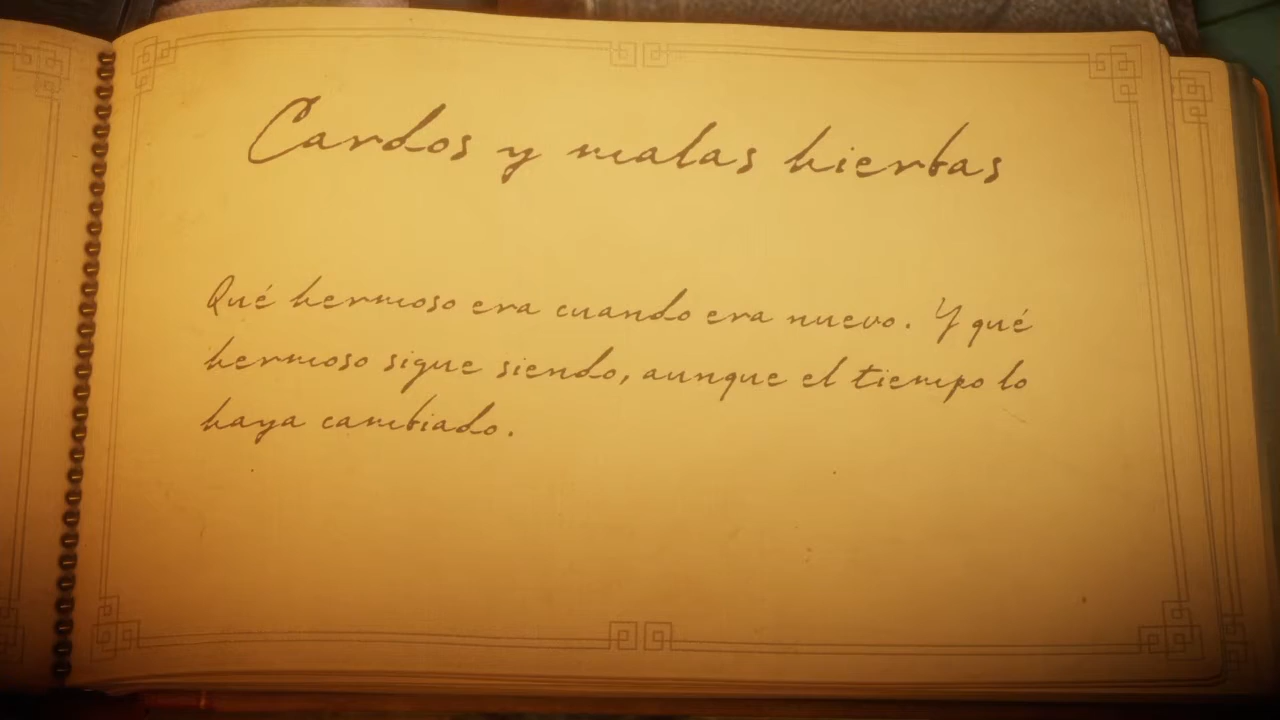 Cardos y malas hierbas
Qué hermoso era cuando era nuevo. Y qué
hermoso sigue siendo, aunque el tiempo lo
haya cambiado.